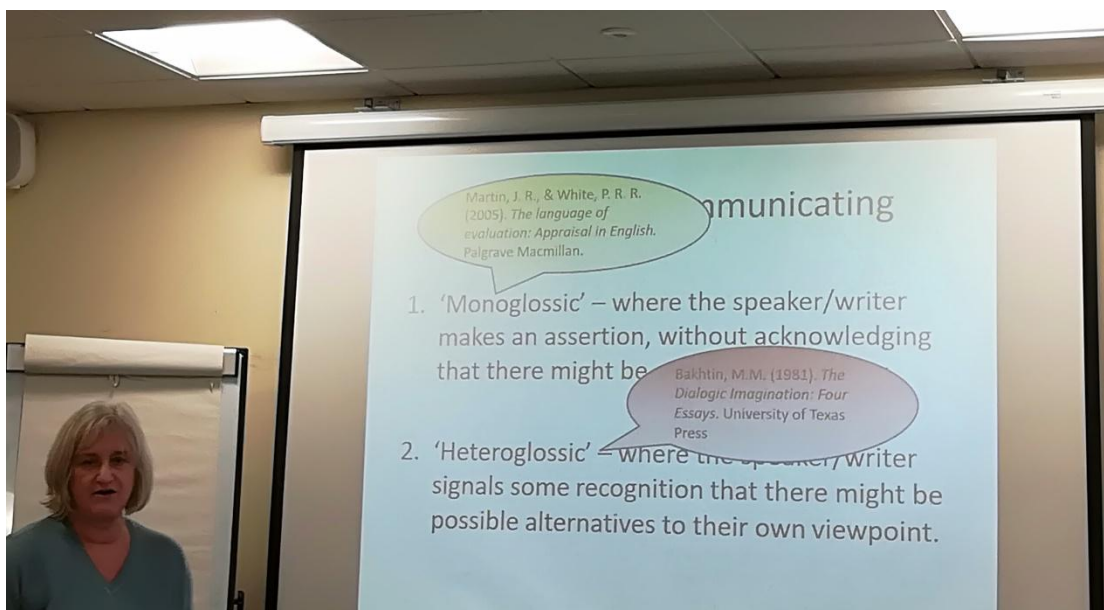 Martin, J. R., & White, P. R. R.
(2005). The language of
evaluation: Appraisal in English.
Palgrave Macmillan.
mmunicating
1. ‘Monoglossic’ – where the speaker/writer
makes an assertion, without acknowledging
that there might be
Bakhtin, M.M. (1981). The
Dialogic Imagination: Four
Essays. University of Texas
Press
2. ‘Heteroglossic’ – where the speaker/writer
signals some recognition that there might be
possible alternatives to their own viewpoint.